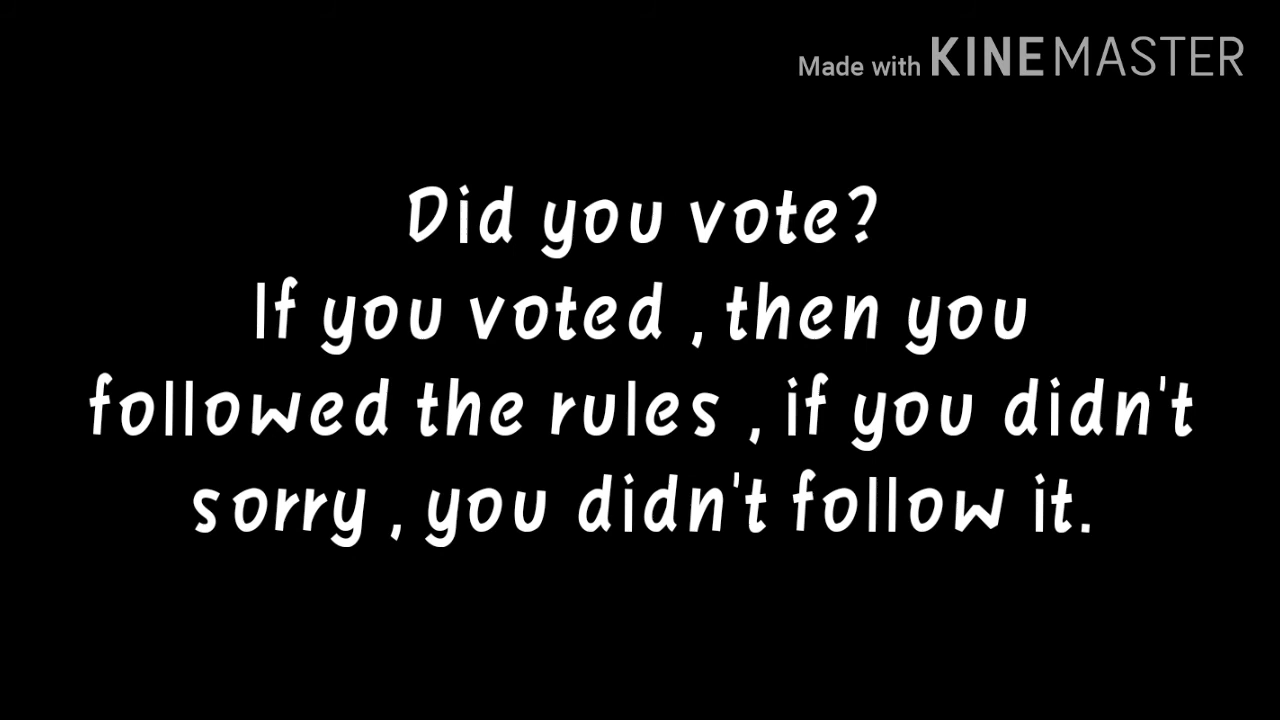 Made with KINEMASTER
Did you vote?
If you voted , then you
followed the rules , if you didn't
sorry , you didn't follow it.